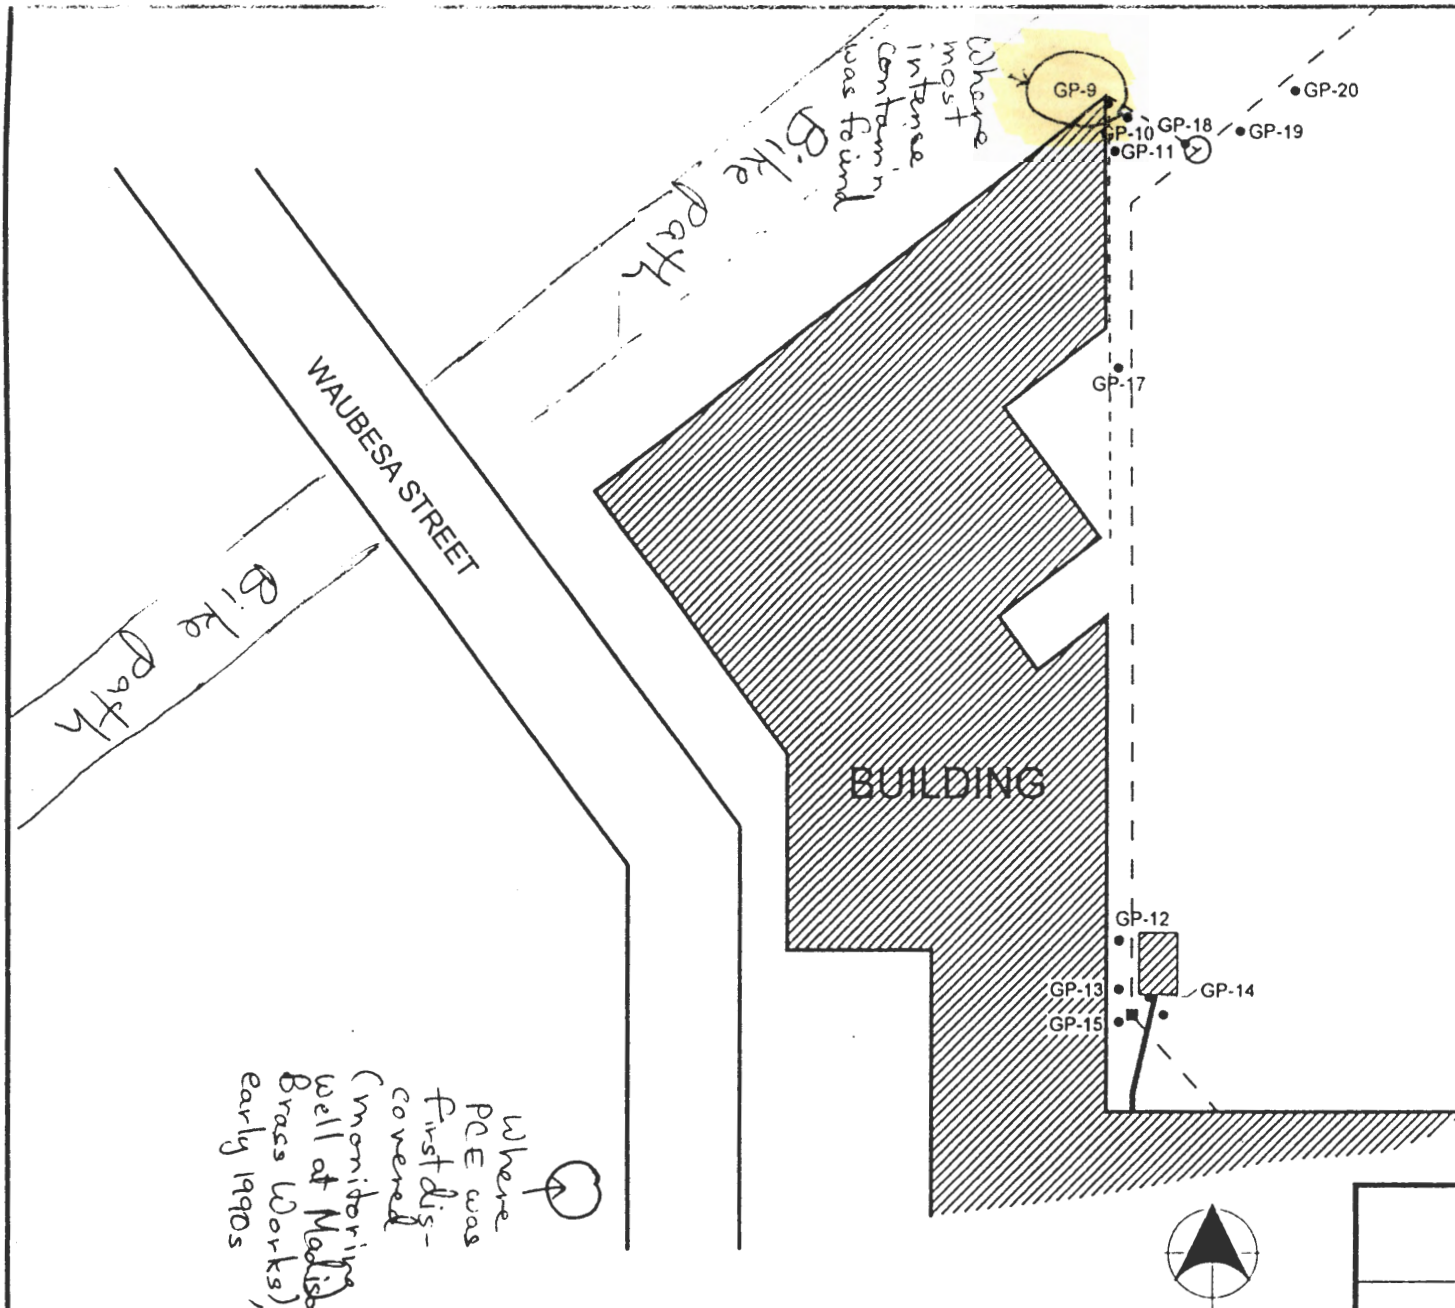 Where
most
intense
Contam'n
was found
GP-9
GP-10
GP-18
GP-11
GP-20
GP-19
Bike path
WAUBESA STREET
GP-17
Bike path
BUILDING
GP-12
GP-13
GP-14
GP-15
Where
PCE was
first dis-
covered
(monitoring
well at Madiso
Brass Works)
early 1990s